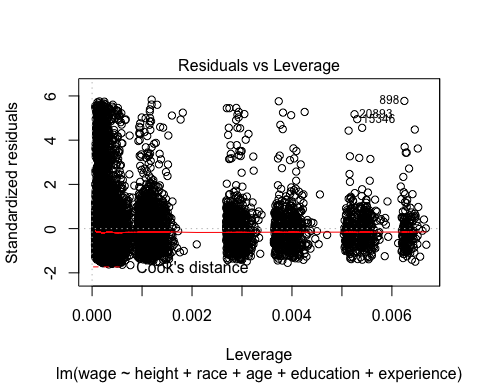 Residuals vs Leverage
Standardized residuals
6
4
2
0
-2
898
20893
15346
Cook's distance
0.000 0.002 0.004 0.006
Leverage
lm(wage ~ height + race + age + education + experience)